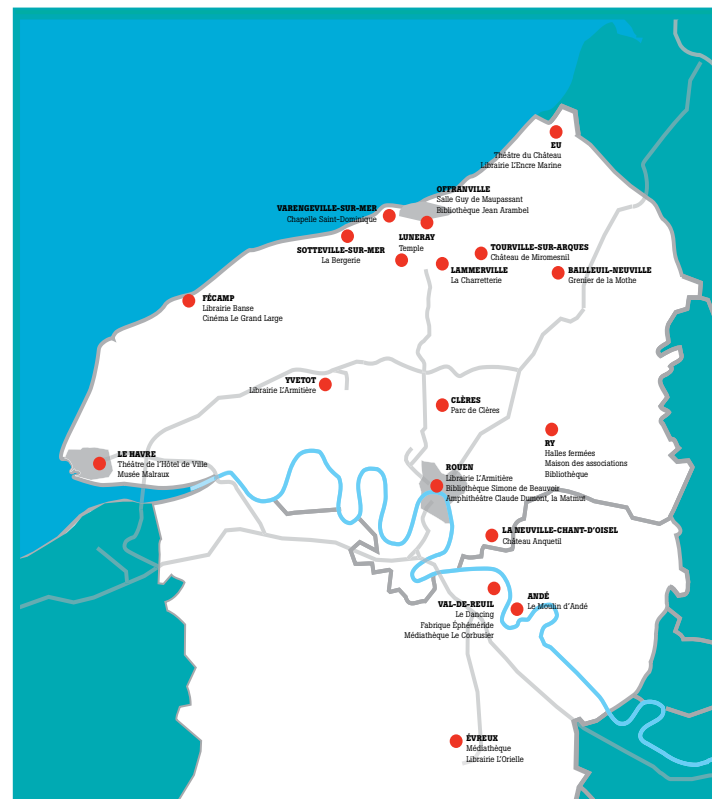 EU
Théâtre du Château
Librairie L'Encre Marine
OFFRANVILLE
Salle Guy de Maupassant
Bibliothèque Jean Arambel
VARENGEVILLE-SUR-MER
Chapelle Saint-Dominique
LUNERAY
Temple
SOTTEVILLE-SUR-MER
La Bergerie
TOURVILLE-SUR-ARQUES
Château de Miromesnil
LAMMERVILLE
La Charretterie
BAILLEUIL-NEUVILLE
Grenier de la Mothe
FÉCAMP
Librairie Banse
Cinéma Le Grand Large
YVETOT
Librairie L'Armitière
CLÈRES
Parc de Clères
RY
Halles fermées
Maison des associations
Bibliothèque
LE HAVRE
Théâtre de l'Hôtel de Ville
Musée Malraux
ROUEN
Librairie L'Armitière
Bibliothèque Simone de Beauvoir
Amphithéâtre Claude Dumont, la Matmut
LA NEUVILLE-CHANT-D'OISEL
Château Anquetil
VAL-DE-REUIL
Le Dancing
Fabrique Éphéméride
Médiathèque Le Corbusier
ANDÉ
Le Moulin d'Andé
ÉVREUX
Médiathèque
Librairie L'Orielle